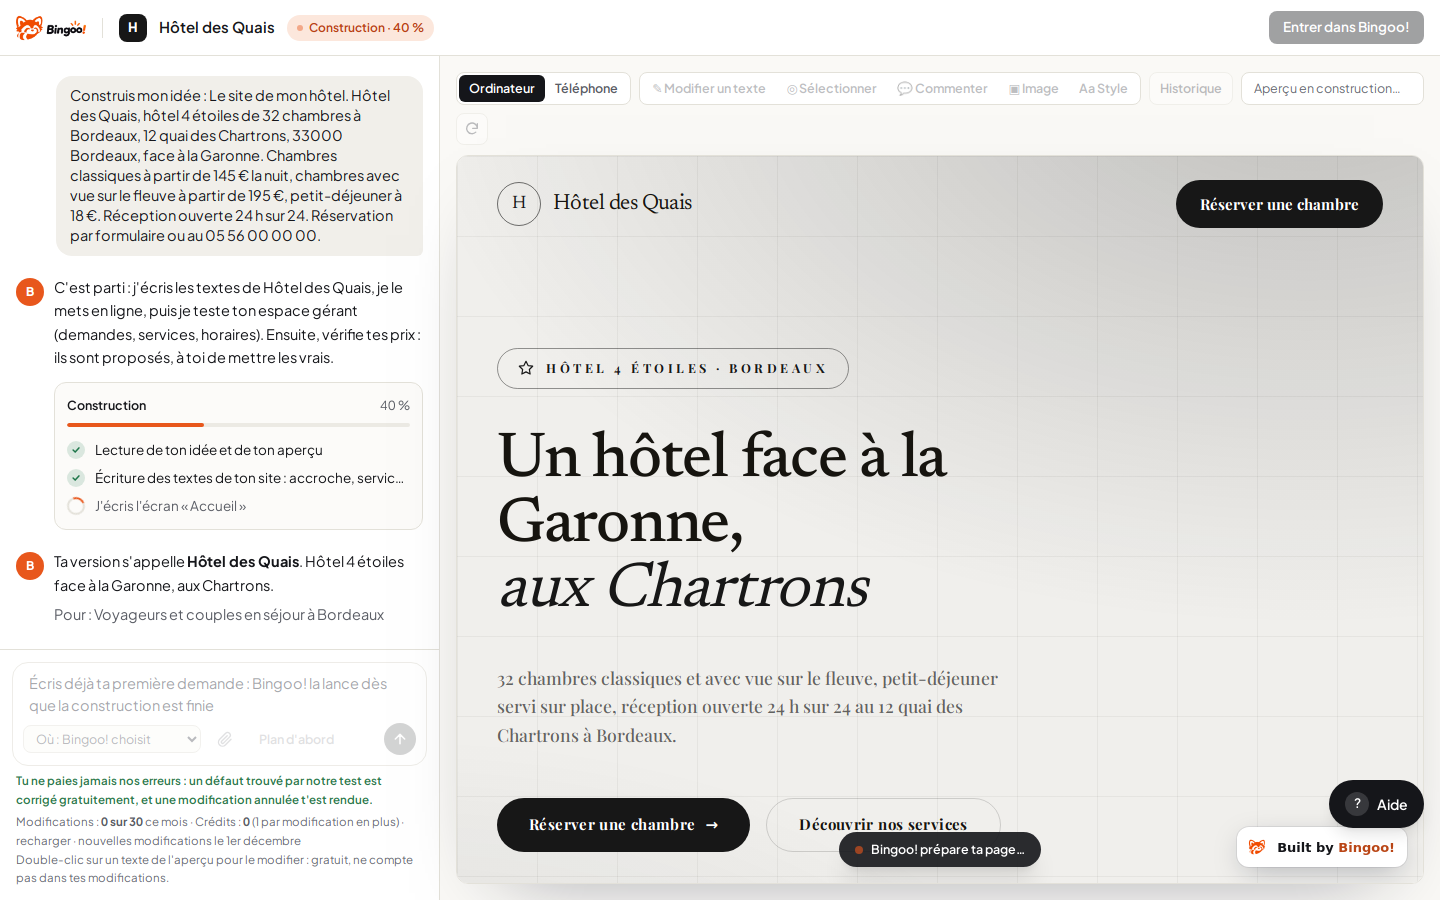 Bingoo!
H
Hôtel des Quais
Construction · 40 %
Entrer dans Bingoo!
Construis mon idée : Le site de mon hôtel. Hôtel
des Quais, hôtel 4 étoiles de 32 chambres à
Bordeaux, 12 quai des Chartrons, 33000
Bordeaux, face à la Garonne. Chambres
classiques à partir de 145 € la nuit, chambres avec
vue sur le fleuve à partir de 195 €, petit-déjeuner à
18 €. Réception ouverte 24 h sur 24. Réservation
par formulaire ou au 05 56 00 00 00.
B
C'est parti : j'écris les textes de Hôtel des Quais, je le
mets en ligne, puis je teste ton espace gérant
(demandes, services, horaires). Ensuite, vérifie tes prix :
ils sont proposés, à toi de mettre les vrais.
Construction
40 %
Lecture de ton idée et de ton aperçu
Écriture des textes de ton site : accroche, servic…
J'écris l'écran « Accueil »
B
Ta version s'appelle Hôtel des Quais. Hôtel 4 étoiles
face à la Garonne, aux Chartrons.
Pour : Voyageurs et couples en séjour à Bordeaux
Écris déjà ta première demande : Bingoo! la lance dès
que la construction est finie
Où : Bingoo! choisit
Plan d'abord
Tu ne paies jamais nos erreurs : un défaut trouvé par notre test est
corrigé gratuitement, et une modification annulée t'est rendue.
Modifications : 0 sur 30 ce mois · Crédits : 0 (1 par modification en plus) ·
recharger · nouvelles modifications le 1er décembre
Double-clic sur un texte de l'aperçu pour le modifier : gratuit, ne compte
pas dans tes modifications.
Ordinateur
Téléphone
Modifier un texte
Sélectionner
Commenter
Image
Aa Style
Historique
Aperçu en construction…
H
Hôtel des Quais
Réserver une chambre
HÔTEL 4 ÉTOILES · BORDEAUX
Un hôtel face à la
Garonne,
aux Chartrons
32 chambres classiques et avec vue sur le fleuve, petit-déjeuner
servi sur place, réception ouverte 24 h sur 24 au 12 quai des
Chartrons à Bordeaux.
Réserver une chambre →
Découvrir nos services
Bingoo! prépare ta page…
? Aide
Built by Bingoo!